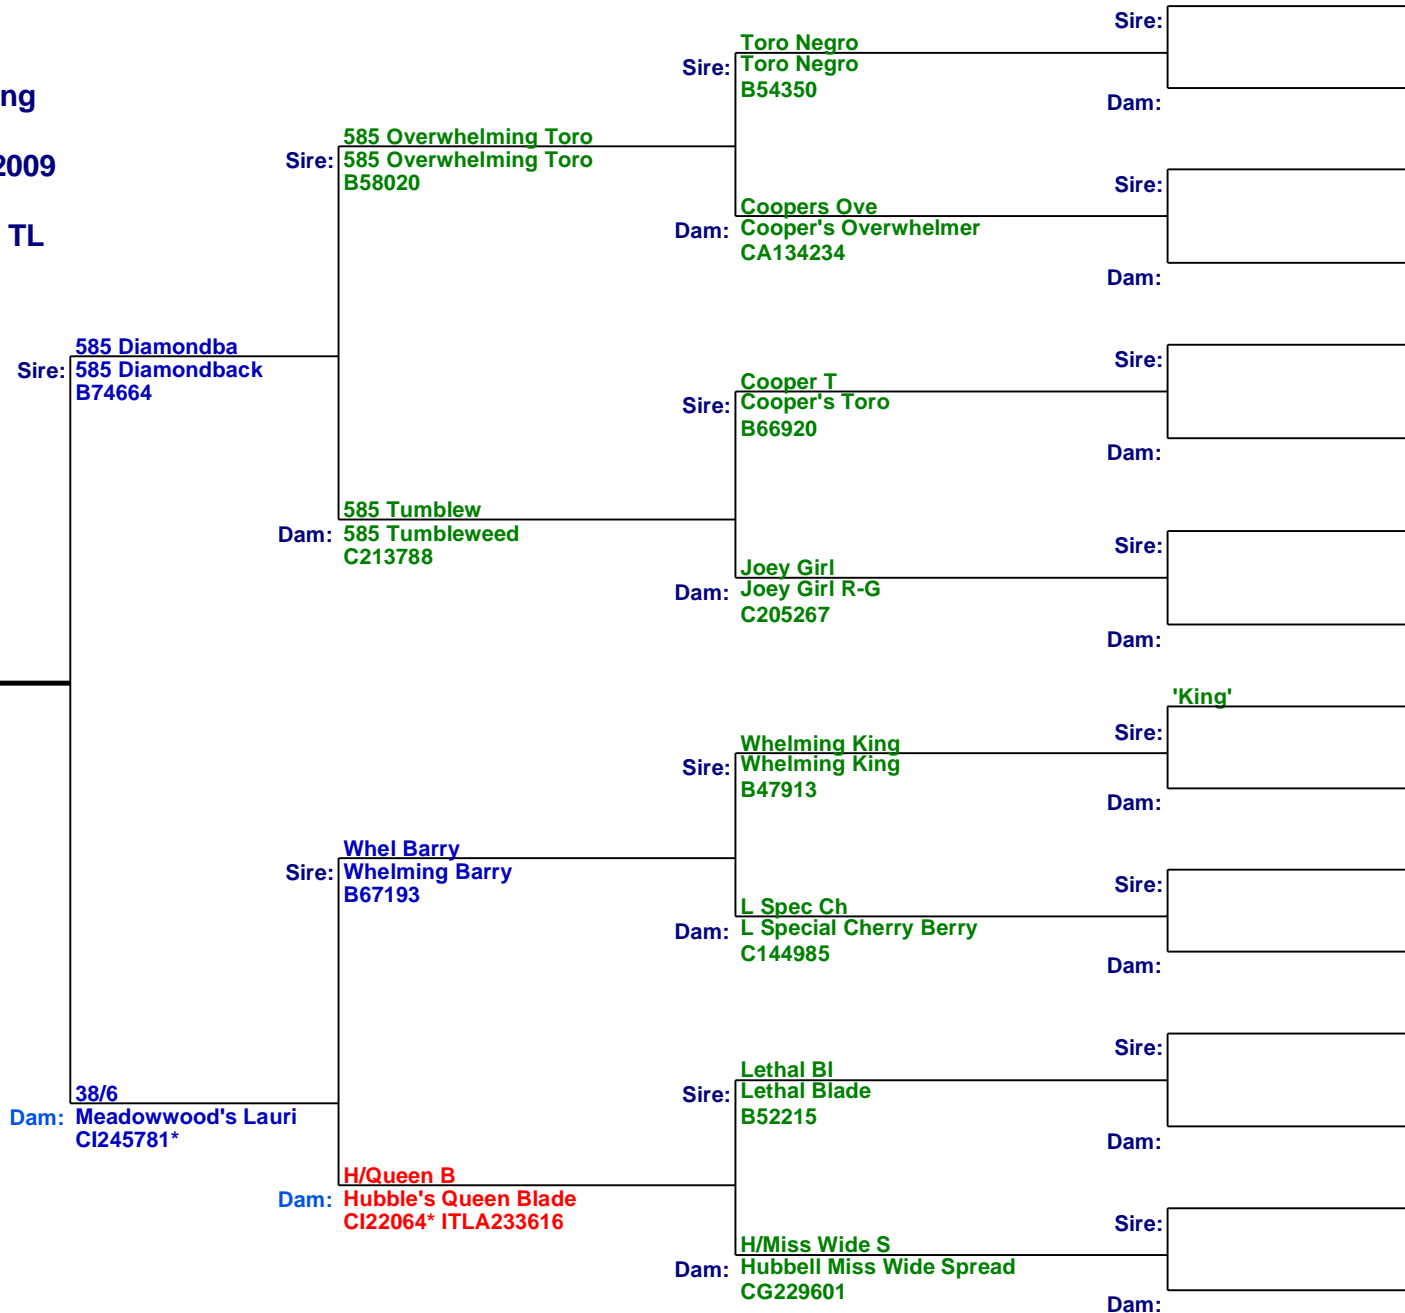 ng
2009
TL
Sire:
585 Diamondba
585 Diamondback
B74664
Dam:
38/6
Meadowwood's Lauri
CI245781*
Sire:
585 Overwhelming Toro
585 Overwhelming Toro
B58020
Dam:
585 Tumblew
585 Tumbleweed
C213788
Sire:
Whel Barry
Whelming Barry
B67193
Dam:
H/Queen B
Hubble's Queen Blade
CI22064* ITLA233616
Sire:
Toro Negro
Toro Negro
B54350
Dam:
Coopers Ove
Cooper's Overwhelmer
CA134234
Sire:
Cooper T
Cooper's Toro
B66920
Dam:
Joey Girl
Joey Girl R-G
C205267
Sire:
Whelming King
Whelming King
B47913
Dam:
L Spec Ch
L Special Cherry Berry
C144985
Sire:
Lethal Bl
Lethal Blade
B52215
Dam:
H/Miss Wide S
Hubbell Miss Wide Spread
CG229601
Sire:
Dam:
Sire:
Dam:
Sire:
Dam:
Sire:
Dam:
'King'
Sire:
Dam:
Sire:
Dam:
Sire:
Dam:
Sire:
Dam: